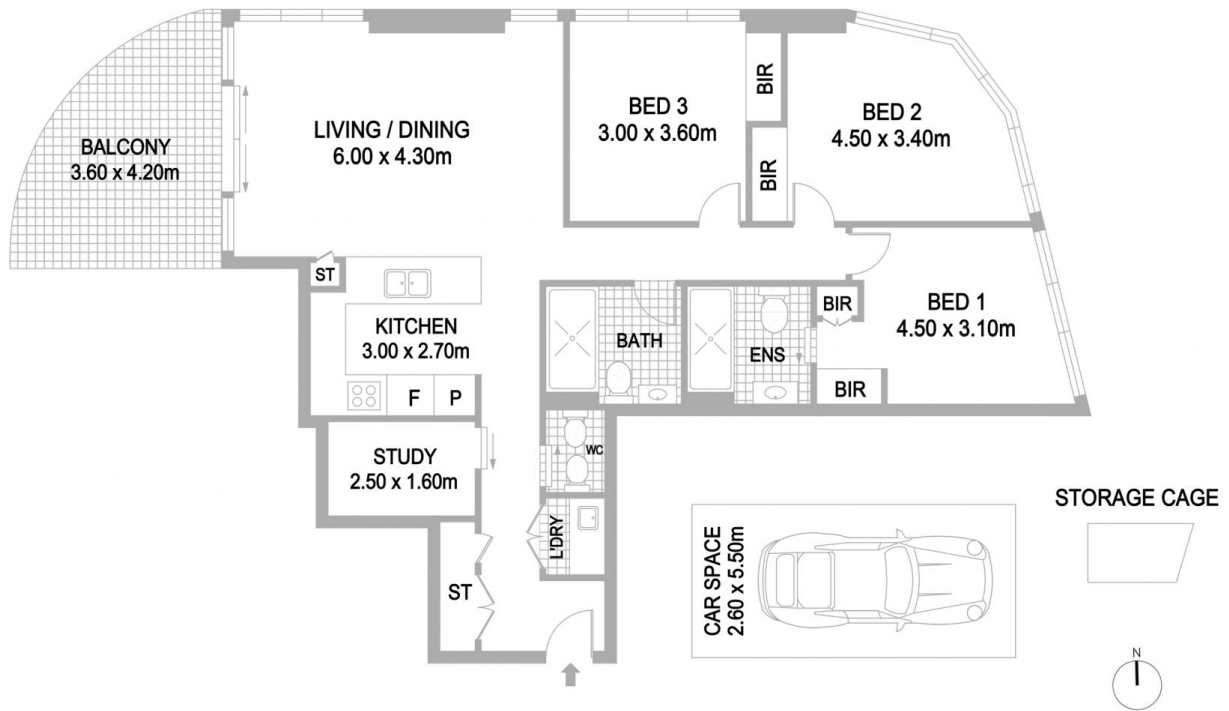 BALCONY
3.60 x 4.20m
LIVING / DINING
6.00 x 4.30m
BED 3
3.00 x 3.60m
BIR
BIR
BED 2
4.50 x 3.40m
ST
KITCHEN
3.00 x 2.70m
F
P
BATH
ENS
BIR
BIR
BED 1
4.50 x 3.10m
STUDY
2.50 x 1.60m
WC
L'DRY
ST
CAR SPACE
2.60 x 5.50m
STORAGE CAGE
N